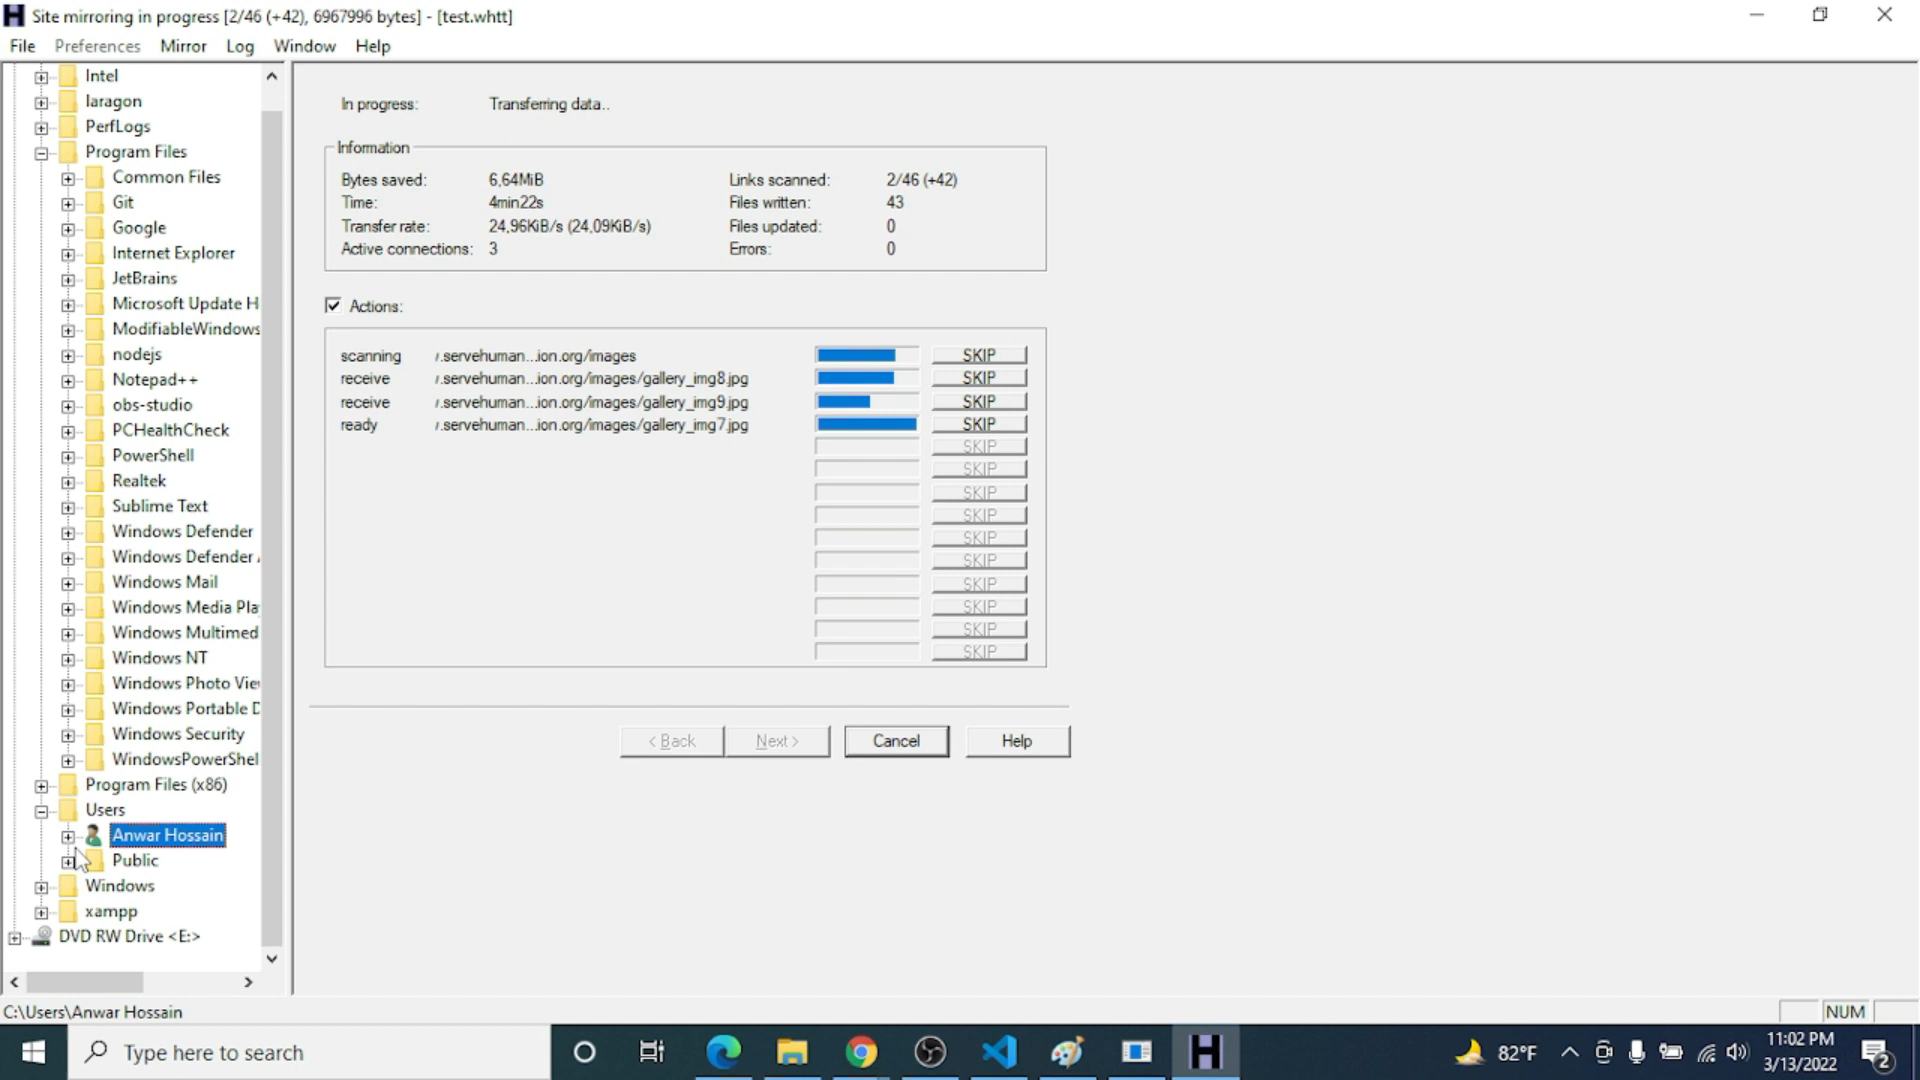 Site mirroring in progress [2/46 (+42), 6967996 bytes] - [test.whtt]
File Preferences Mirror Log Window Help
Intel
laragon
PerfLogs
Program Files
Common Files
Git
Google
Internet Explorer
JetBrains
Microsoft Update H
ModifiableWindows
nodejs
Notepad++
obs-studio
PCHealthCheck
PowerShell
Realtek
Sublime Text
Windows Defender
Windows Defender
Windows Mail
Windows Media Pla
Windows Multimed
Windows NT
Windows Photo Vie
Windows Portable D
Windows Security
WindowsPowerShel
Program Files (x86)
Users
Anwar Hossain
Public
Windows
xampp
DVD RW Drive <E:>
In progress: Transferring data..
Information
Bytes saved: 6,64MiB Links scanned: 2/46 (+42)
Time: 4min22s Files written: 43
Transfer rate: 24,96KiB/s (24,09KiB/s) Files updated: 0
Active connections: 3 Errors: 0
Actions:
scanning .servehuman...ion.org/images SKIP
receive .servehuman...ion.org/images/gallery_img8.jpg SKIP
receive .servehuman...ion.org/images/gallery_img9.jpg SKIP
ready .servehuman...ion.org/images/gallery_img7.jpg SKIP
SKIP
SKIP
SKIP
SKIP
SKIP
SKIP
SKIP
SKIP
SKIP
SKIP
< Back Next > Cancel Help
C:\Users\Anwar Hossain NUM
Type here to search 82°F 11:02 PM
3/13/2022 2